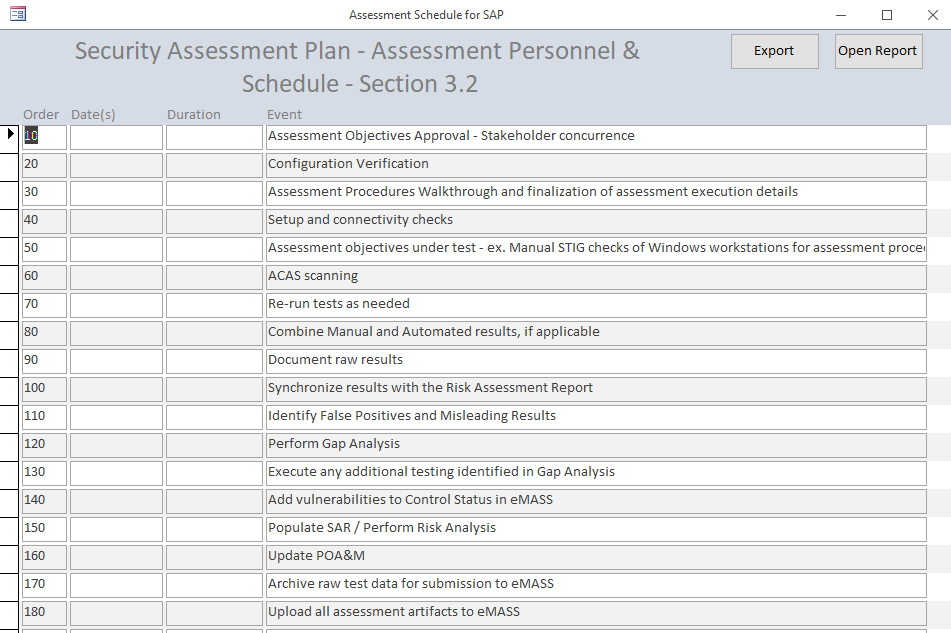 Assessment Schedule for SAP
Security Assessment Plan - Assessment Personnel &
Schedule - Section 3.2
Export
Open Report
Order Date(s) Duration Event
10 Assessment Objectives Approval - Stakeholder concurrence
20 Configuration Verification
30 Assessment Procedures Walkthrough and finalization of assessment execution details
40 Setup and connectivity checks
50 Assessment objectives under test - ex. Manual STIG checks of Windows workstations for assessment proce
60 ACAS scanning
70 Re-run tests as needed
80 Combine Manual and Automated results, if applicable
90 Document raw results
100 Synchronize results with the Risk Assessment Report
110 Identify False Positives and Misleading Results
120 Perform Gap Analysis
130 Execute any additional testing identified in Gap Analysis
140 Add vulnerabilities to Control Status in eMASS
150 Populate SAR / Perform Risk Analysis
160 Update POA&M
170 Archive raw test data for submission to eMASS
180 Upload all assessment artifacts to eMASS